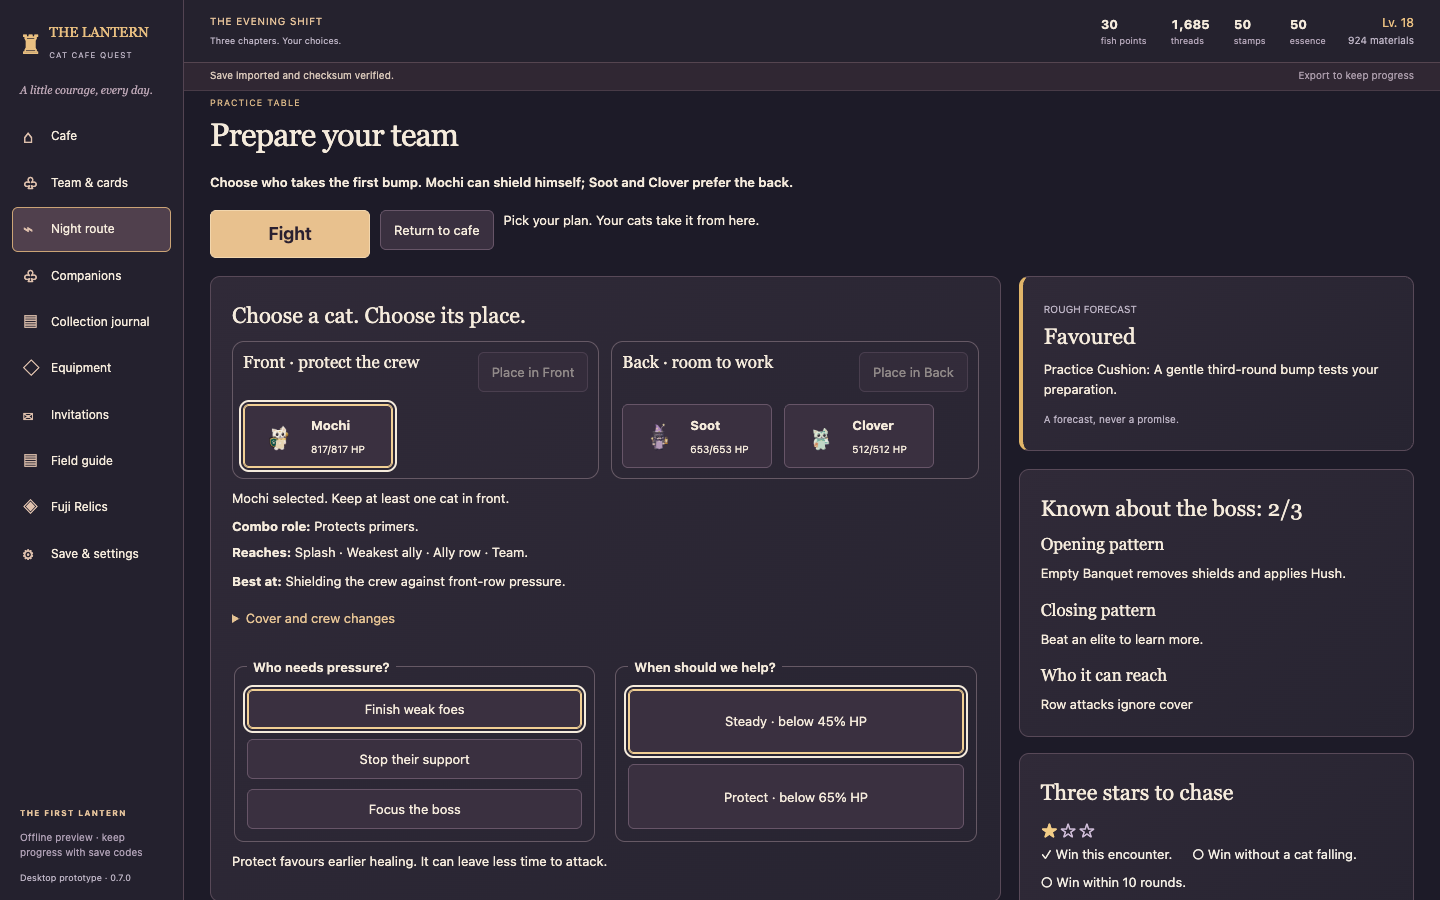 THE LANTERN
CAT CAFE QUEST
A little courage, every day.
Cafe
Team & cards
Night route
Companions
Collection journal
Equipment
Invitations
Field guide
Fuji Relics
Save & settings
THE FIRST LANTERN
Offline preview · keep
progress with save codes
Desktop prototype · 0.7.0
THE EVENING SHIFT
Three chapters. Your choices.
30
fish points
1,685
threads
50
stamps
50
essence
Lv. 18
924 materials
Save imported and checksum verified.
Export to keep progress
PRACTICE TABLE
Prepare your team
Choose who takes the first bump. Mochi can shield himself; Soot and Clover prefer the back.
Fight
Return to cafe
Pick your plan. Your cats take it from here.
Choose a cat. Choose its place.
Front · protect the crew
Place in Front
Mochi
817/817 HP
Back · room to work
Place in Back
Soot
653/653 HP
Clover
512/512 HP
Mochi selected. Keep at least one cat in front.
Combo role: Protects primers.
Reaches: Splash · Weakest ally · Ally row · Team.
Best at: Shielding the crew against front-row pressure.
Cover and crew changes
Who needs pressure?
Finish weak foes
Stop their support
Focus the boss
When should we help?
Steady · below 45% HP
Protect · below 65% HP
Protect favours earlier healing. It can leave less time to attack.
ROUGH FORECAST
Favoured
Practice Cushion: A gentle third-round bump tests your
preparation.
A forecast, never a promise.
Known about the boss: 2/3
Opening pattern
Empty Banquet removes shields and applies Hush.
Closing pattern
Beat an elite to learn more.
Who it can reach
Row attacks ignore cover
Three stars to chase
★☆☆
✓ Win this encounter. ○ Win without a cat falling.
○ Win within 10 rounds.